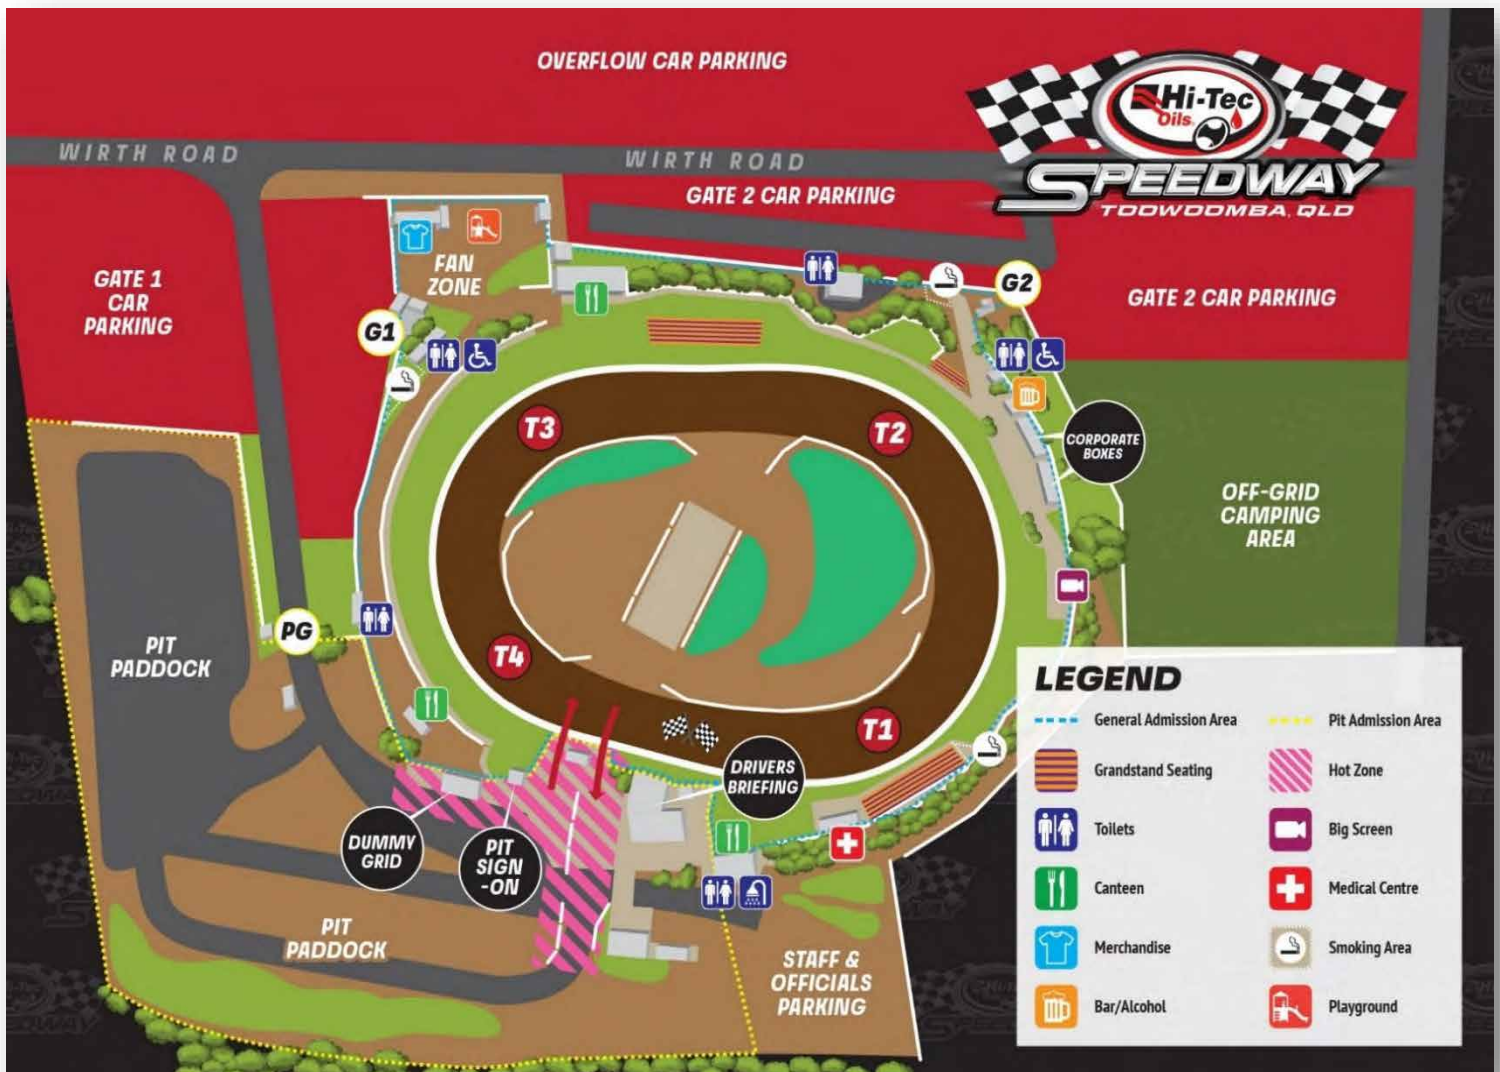 OVERFLOW CAR PARKING
Hi-Tec
Oils
SPEEDWAY
TOOWOOMBA, QLD
WIRTH ROAD
WIRTH ROAD
GATE 2 CAR PARKING
GATE 1
CAR
PARKING
FAN
ZONE
G1
G2
GATE 2 CAR PARKING
T3
T2
CORPORATE
BOXES
OFF-GRID
CAMPING
AREA
PG
PIT
PADDOCK
T4
T1
DRIVERS
BRIEFING
DUMMY
GRID
PIT
SIGN
-ON
PIT
PADDOCK
STAFF &
OFFICIALS
PARKING
LEGEND
General Admission Area
Pit Admission Area
Grandstand Seating
Hot Zone
Toilets
Big Screen
Canteen
Medical Centre
Merchandise
Smoking Area
Bar/Alcohol
Playground